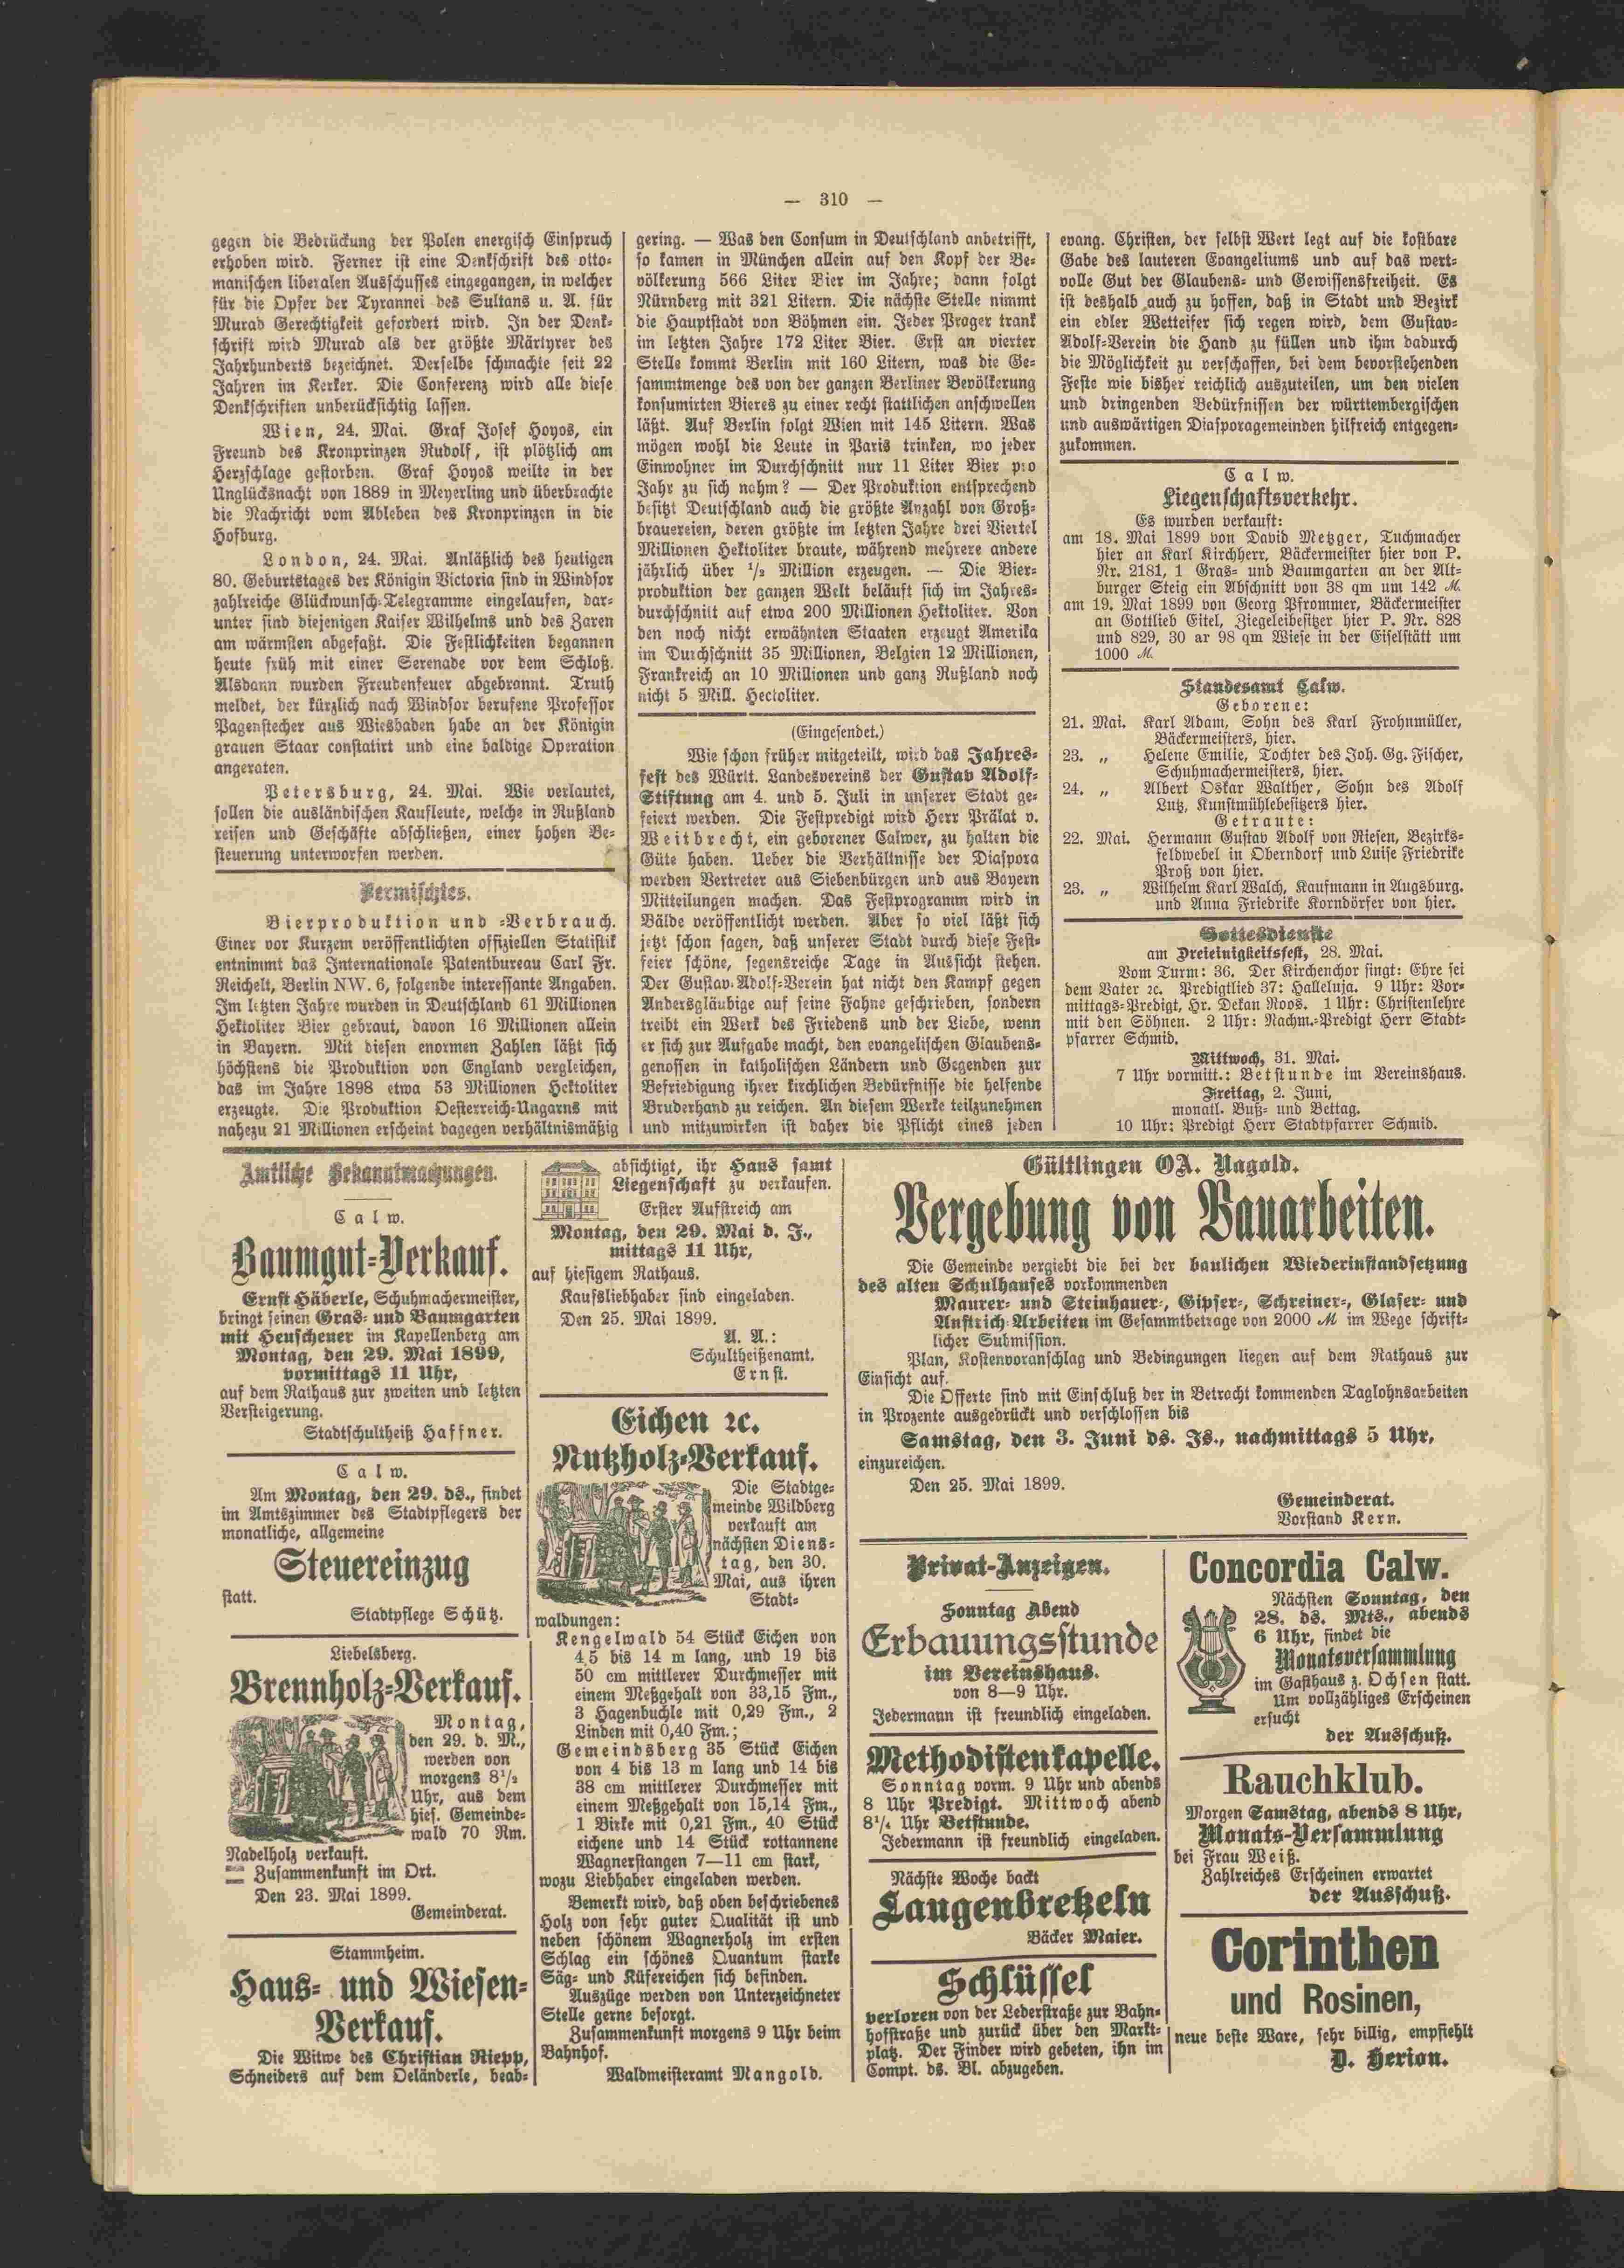 — 310 —
gegen die Bedrückung der Polen energisch Einspruch
erhoben wird. Ferner ist eine Denkschrift des otto-
manischen liberalen Ausschusses eingegangen, in welcher
für die Opfer der Tyrannei des Sultans u. A. für
Murad Gerechtigkeit gefordert wird. In der Denk-
schrift wird Murad als der größte Märtyrer des
Jahrhunderts bezeichnet. Derselbe schmachte seit 22
Jahren im Kerker. Die Conferenz wird alle diese
Denkschriften unberücksichtig lassen.
Wien, 24. Mai. Graf Josef Hoyos, ein
Freund des Kronprinzen Rudolf, ist plötzlich am
Herzschlage gestorben. Graf Hoyos weilte in der
Unglücksnacht von 1889 in Meyerling und überbrachte
die Nachricht vom Ableben des Kronprinzen in die
Hofburg.
London, 24. Mai. Anläßlich des heutigen
80. Geburtstages der Königin Victoria sind in Windsor
zahlreiche Glückwunsch-Telegramme eingelaufen, dar-
unter sind diejenigen Kaiser Wilhelms und des Zaren
am wärmsten abgefaßt. Die Festlichkeiten begannen
heute früh mit einer Serenade vor dem Schloß.
Alsdann wurden Freudenfeuer abgebrannt. Truth
meldet, der kürzlich nach Windsor berufene Professor
Pagenstecher aus Wiesbaden habe an der Königin
grauen Staar constatirt und eine baldige Operation
angeraten.
Petersburg, 24. Mai. Wie verlautet,
sollen die ausländischen Kaufleute, welche in Rußland
reisen und Geschäfte abschließen, einer hohen Be-
steuerung unterworfen werden.
Vermischtes.
Bierproduktion und -Verbrauch.
Einer vor Kurzem veröffentlichten offiziellen Statistik
entnimmt das Internationale Patentbureau Carl Fr.
Reichelt, Berlin NW. 6, folgende interessante Angaben.
Im letzten Jahre wurden in Deutschland 61 Millionen
Hektoliter Bier gebraut, davon 16 Millionen allein
in Bayern. Mit diesen enormen Zahlen läßt sich
höchstens die Produktion von England vergleichen,
das im Jahre 1898 etwa 53 Millionen Hektoliter
erzeugte. Die Produktion Oesterreich-Ungarns mit
nahezu 21 Millionen erscheint dagegen verhältnismäßig
gering. — Was den Consum in Deutschland anbetrifft,
so kamen in München allein auf den Kopf der Be-
völkerung 566 Liter Bier im Jahre; dann folgt
Nürnberg mit 321 Litern. Die nächste Stelle nimmt
die Hauptstadt von Böhmen ein. Jeder Prager trank
im letzten Jahre 172 Liter Bier. Erst an vierter
Stelle kommt Berlin mit 160 Litern, was die Ge-
sammtmenge des von der ganzen Berliner Bevölkerung
konsumirten Bieres zu einer recht stattlichen anschwellen
läßt. Auf Berlin folgt Wien mit 145 Litern. Was
mögen wohl die Leute in Paris trinken, wo jeder
Einwohner im Durchschnitt nur 11 Liter Bier pro
Jahr zu sich nahm? — Der Produktion entsprechend
besitzt Deutschland auch die größte Anzahl von Groß-
brauereien, deren größte im letzten Jahre drei Viertel
Millionen Hektoliter braute, während mehrere andere
jährlich über 1/2 Million erzeugen. — Die Bier-
produktion der ganzen Welt beläuft sich im Jahres-
durchschnitt auf etwa 200 Millionen Hektoliter. Von
den noch nicht erwähnten Staaten erzeugt Amerika
im Durchschnitt 35 Millionen, Belgien 12 Millionen,
Frankreich an 10 Millionen und ganz Rußland noch
nicht 5 Mill. Hectoliter.
(Eingesendet.)
Wie schon früher mitgeteilt, wird das Jahres-
fest des Württ. Landesvereins der Gustav Adolf-
Stiftung am 4. und 5. Juli in unserer Stadt ge-
feiert werden. Die Festpredigt wird Herr Prälat v.
Weitbrecht, ein geborener Calwer, zu halten die
Güte haben. Ueber die Verhältnisse der Diaspora
werden Vertreter aus Siebenbürgen und aus Bayern
Mitteilungen machen. Das Festprogramm wird in
Bälde veröffentlicht werden. Aber so viel läßt sich
jetzt schon sagen, daß unserer Stadt durch diese Fest-
feier schöne, segensreiche Tage in Aussicht stehen.
Der Gustav-Adolf-Verein hat nicht den Kampf gegen
Andersgläubige auf seine Fahne geschrieben, sondern
treibt ein Werk des Friedens und der Liebe, wenn
er sich zur Aufgabe macht, den evangelischen Glaubens-
genossen in katholischen Ländern und Gegenden zur
Befriedigung ihrer kirchlichen Bedürfnisse die helfende
Bruderhand zu reichen. An diesem Werke teilzunehmen
und mitzuwirken ist daher die Pflicht eines jeden
evang. Christen, der selbst Wert legt auf die kostbare
Gabe des lauteren Evangeliums und auf das wert-
volle Gut der Glaubens- und Gewissensfreiheit. Es
ist deshalb auch zu hoffen, daß in Stadt und Bezirk
ein edler Wetteifer sich regen wird, dem Gustav-
Adolf-Verein die Hand zu füllen und ihm dadurch
die Möglichkeit zu verschaffen, bei dem bevorstehenden
Feste wie bisher reichlich auszuteilen, um den vielen
und dringenden Bedürfnissen der württembergischen
und auswärtigen Diasporagemeinden hilfreich entgegen-
zukommen.
Calw.
Liegenschaftsverkehr.
Es wurden verkauft:
am 18. Mai 1899 von David Metzger, Tuchmacher
hier an Karl Kirchherr, Bäckermeister hier von P.
Nr. 2181, 1 Gras- und Baumgarten an der Alt-
burger Steig ein Abschnitt von 38 qm um 142 M.
am 19. Mai 1899 von Georg Pfrommer, Bäckermeister
an Gottlieb Eitel, Ziegeleibesitzer hier P. Nr. 828
und 829, 30 ar 98 qm Wiese in der Eiselstätt um
1000 M.
Standesamt Calw.
Geborene:
21. Mai. Karl Adam, Sohn des Karl Frohnmüller,
Bäckermeisters, hier.
23. „ Helene Emilie, Tochter des Joh. Gg. Fischer,
Schuhmachermeisters, hier.
24. „ Albert Oskar Walther, Sohn des Adolf
Lutz, Kunstmühlebesitzers hier.
Getraute:
22. Mai. Hermann Gustav Adolf von Riesen, Bezirks-
feldwebel in Oberndorf und Luise Friedrike
Proß von hier.
23. „ Wilhelm Karl Walch, Kaufmann in Augsburg.
und Anna Friedrike Korndörfer von hier.
Gottesdienste
am Dreieinigkeitsfest, 28. Mai.
Vom Turm: 36. Der Kirchenchor singt: Ehre sei
dem Vater ꝛc. Predigtlied 37: Halleluja. 9 Uhr: Vor-
mittags-Predigt, Hr. Dekan Roos. 1 Uhr: Christenlehre
mit den Söhnen. 2 Uhr: Nachm.-Predigt Herr Stadt-
pfarrer Schmid.
Mittwoch, 31. Mai.
7 Uhr vormitt.: Betstunde im Vereinshaus.
Freitag, 2. Juni,
monatl. Buß- und Bettag.
10 Uhr: Predigt Herr Stadtpfarrer Schmid.
Amtliche Bekanntmachungen.
Calw.
Baumgut-Verkauf.
Ernst Häberle, Schuhmachermeister,
bringt seinen Gras- und Baumgarten
mit Heuscheuer im Kapellenberg am
Montag, den 29. Mai 1899,
vormittags 11 Uhr,
auf dem Rathaus zur zweiten und letzten
Versteigerung.
Stadtschultheiß Haffner.
Calw.
Am Montag, den 29. ds., findet
im Amtszimmer des Stadtpflegers der
monatliche, allgemeine
Steuereinzug
statt.
Stadtpflege Schütz.
Liebelsberg.
Brennholz-Verkauf.
Montag,
den 29. d. M.,
werden von
morgens 8 1/2
Uhr, aus dem
hies. Gemeinde-
wald 70 Rm.
Nadelholz verkauft.
Zusammenkunft im Ort.
Den 23. Mai 1899.
Gemeinderat.
Stammheim.
Haus- und Wiesen-
Verkauf.
Die Witwe des Christian Riepp,
Schneiders auf dem Oeländerle, beab-
absichtigt, ihr Haus samt
Liegenschaft zu verkaufen.
Erster Aufstreich am
Montag, den 29. Mai d. J.,
mittags 11 Uhr,
auf hiesigem Rathaus.
Kaufsliebhaber sind eingeladen.
Den 25. Mai 1899.
A. A.:
Schultheißenamt.
Ernst.
Eichen ꝛc.
Nutzholz-Verkauf.
Die Stadtge-
meinde Wildberg
verkauft am
nächsten Diens-
tag, den 30.
Mai, aus ihren
Stadt-
waldungen:
Kengelwald 54 Stück Eichen von
4,5 bis 14 m lang, und 19 bis
50 cm mittlerer Durchmesser mit
einem Meßgehalt von 33,15 Fm.,
3 Hagenbuchle mit 0,29 Fm., 2
Linden mit 0,40 Fm.;
Gemeindsberg 35 Stück Eichen
von 4 bis 13 m lang und 14 bis
38 cm mittlerer Durchmesser mit
einem Meßgehalt von 15,14 Fm.,
1 Birke mit 0,21 Fm., 40 Stück
eichene und 14 Stück rottannene
Wagnerstangen 7—11 cm stark,
wozu Liebhaber eingeladen werden.
Bemerkt wird, daß oben beschriebenes
Holz von sehr guter Qualität ist und
neben schönem Wagnerholz im ersten
Schlag ein schönes Quantum starke
Säg- und Küfereichen sich befinden.
Auszüge werden von Unterzeichneter
Stelle gerne besorgt.
Zusammenkunft morgens 9 Uhr beim
Bahnhof.
Waldmeisteramt Mangold.
Gültlingen OA. Nagold.
Vergebung von Bauarbeiten.
Die Gemeinde vergiebt die bei der baulichen Wiederinstandsetzung
des alten Schulhauses vorkommenden
Maurer- und Steinhauer-, Gipser-, Schreiner-, Glaser- und
Anstrich-Arbeiten im Gesammtbetrage von 2000 M im Wege schrift-
licher Submission.
Plan, Kostenvoranschlag und Bedingungen liegen auf dem Rathaus zur
Einsicht auf.
Die Offerte sind mit Einschluß der in Betracht kommenden Taglohnsarbeiten
in Prozente ausgedrückt und verschlossen bis
Samstag, den 3. Juni ds. Js., nachmittags 5 Uhr,
einzureichen.
Den 25. Mai 1899.
Gemeinderat.
Vorstand Kern.
Privat-Anzeigen.
Sonntag Abend
Erbauungsstunde
im Vereinshaus.
von 8—9 Uhr.
Jedermann ist freundlich eingeladen.
Methodistenkapelle.
Sonntag vorm. 9 Uhr und abends
8 Uhr Predigt. Mittwoch abend
8 1/4 Uhr Betstunde.
Jedermann ist freundlich eingeladen.
Nächste Woche backt
Laugenbretzeln
Bäcker Maier.
Schlüssel
verloren von der Lederstraße zur Bahn-
hofstraße und zurück über den Markt-
platz. Der Finder wird gebeten, ihn im
Compt. ds. Bl. abzugeben.
Concordia Calw.
Nächsten Sonntag, den
28. ds. Mts., abends
6 Uhr, findet die
Monatsversammlung
im Gasthaus z. Ochsen statt.
Um vollzähliges Erscheinen
ersucht
der Ausschuß.
Rauchklub.
Morgen Samstag, abends 8 Uhr,
Monats-Versammlung
bei Frau Weiß.
Zahlreiches Erscheinen erwartet
der Ausschuß.
Corinthen
und Rosinen,
neue beste Ware, sehr billig, empfiehlt
D. Herion.